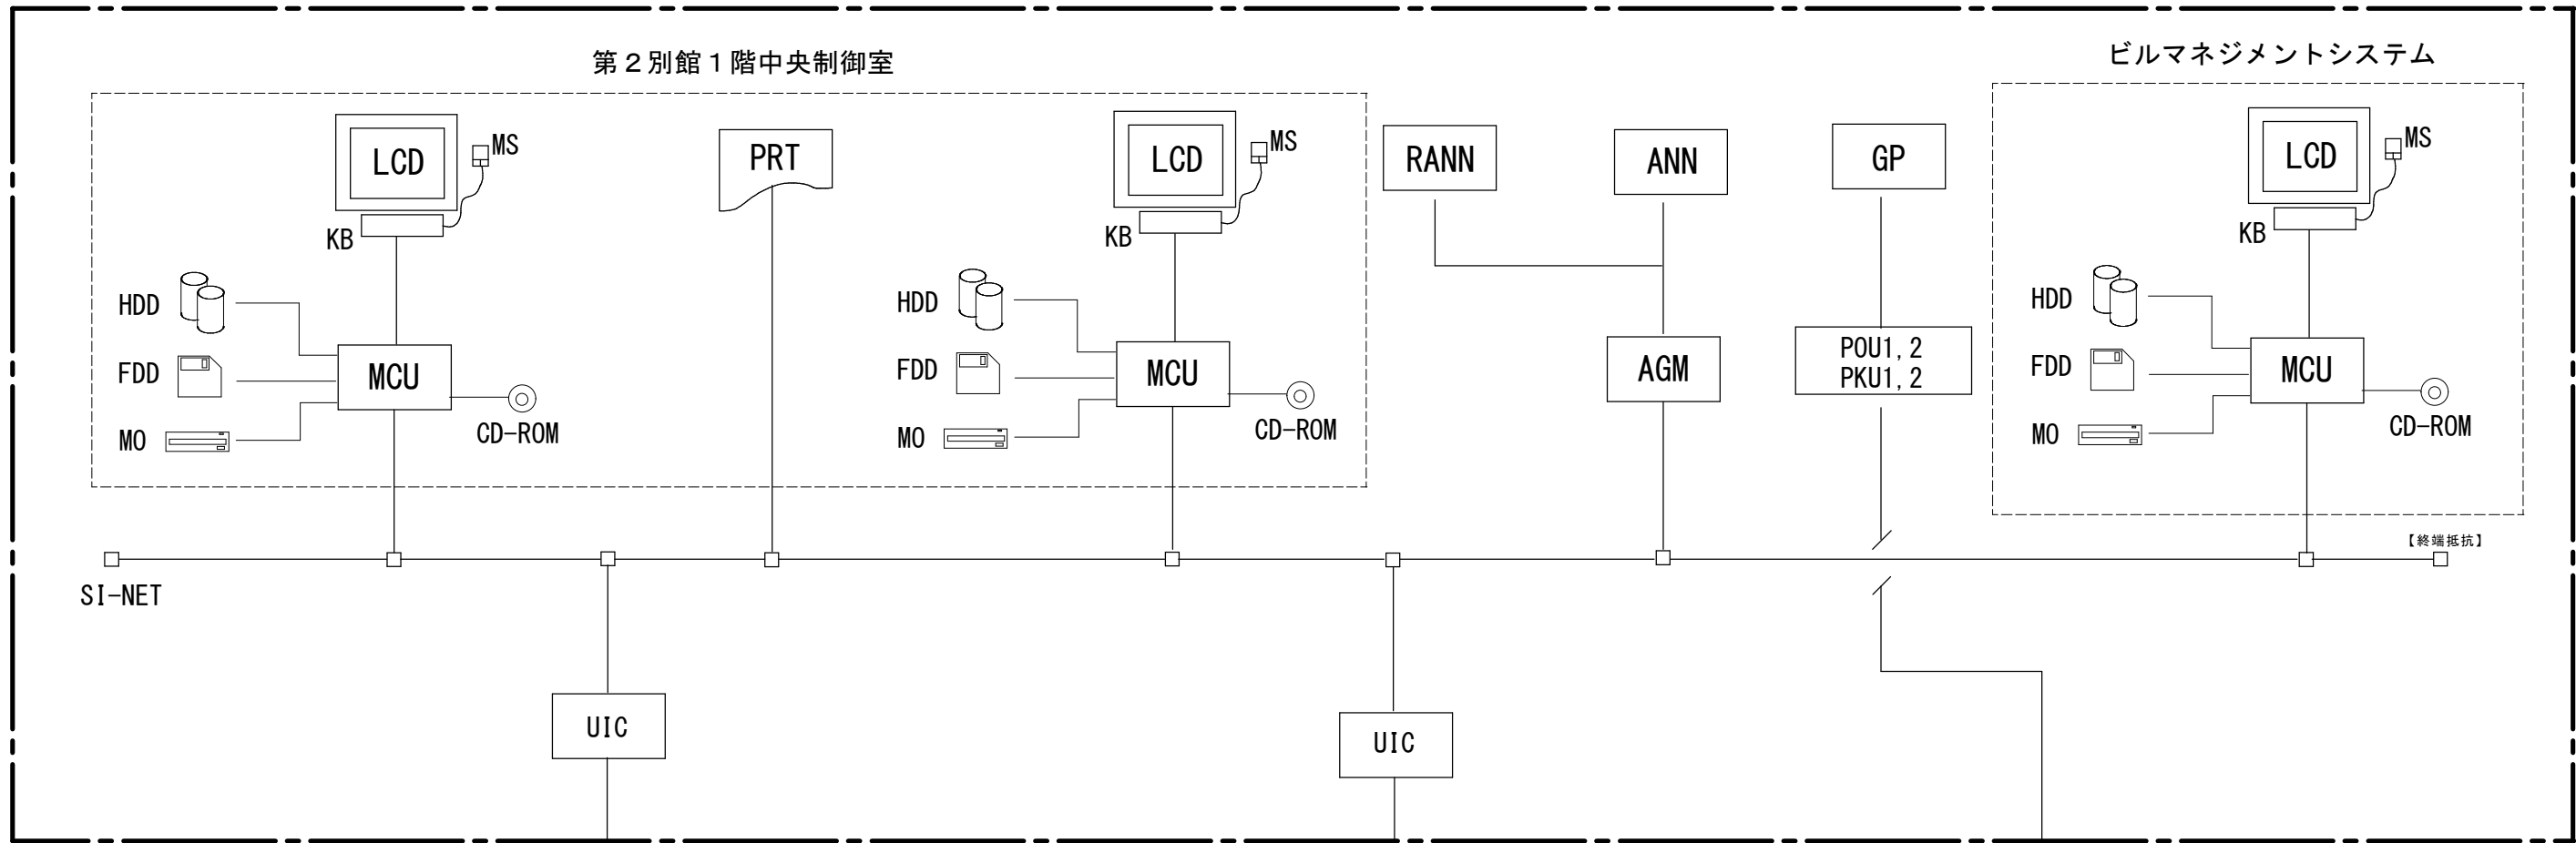 第２別館１階中央制御室
ビルマネジメントシステム
LCD
MS
KB
HDD
FDD
MO
MCU
CD-ROM
PRT
LCD
MS
KB
HDD
FDD
MO
MCU
CD-ROM
RANN
ANN
GP
AGM
POU1,2
PKU1,2
LCD
MS
KB
HDD
FDD
MO
MCU
CD-ROM
【終端抵抗】
SI-NET
UIC
UIC